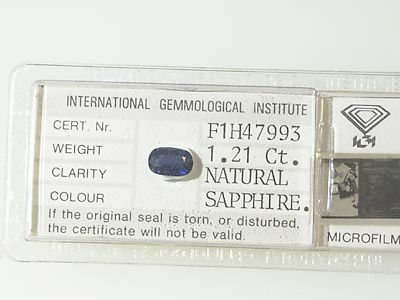 INTERNATIONAL GEMMOLOGICAL INSTITUTE
CERT. Nr. F1H47993
WEIGHT 1.21 Ct.
CLARITY NATURAL
COLOUR SAPPHIRE.
If the original seal is torn, or disturbed,
the certificate will not be valid.
IGI
MICROFILM